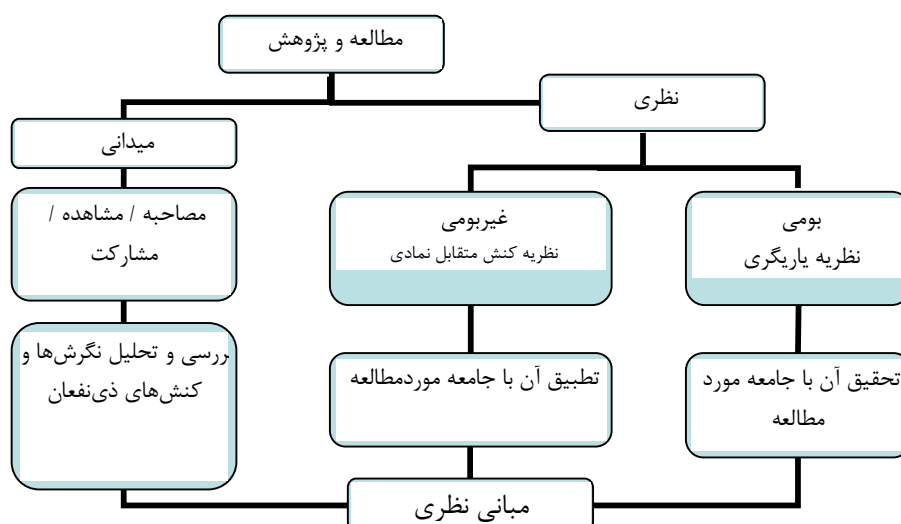 مطالعه و پژوهش
نظری
میدانی
بومی
نظریه یاریگری
غیربومی
نظریه کنش متقابل نمادی
مصاحبه / مشاهده /
مشارکت
تحقیق آن با جامعه مورد
مطالعه
تطبیق آن با جامعه موردمطالعه
بررسی و تحلیل نگرش‌ها و
کنش‌های ذی‌نفعان
مبانی نظری